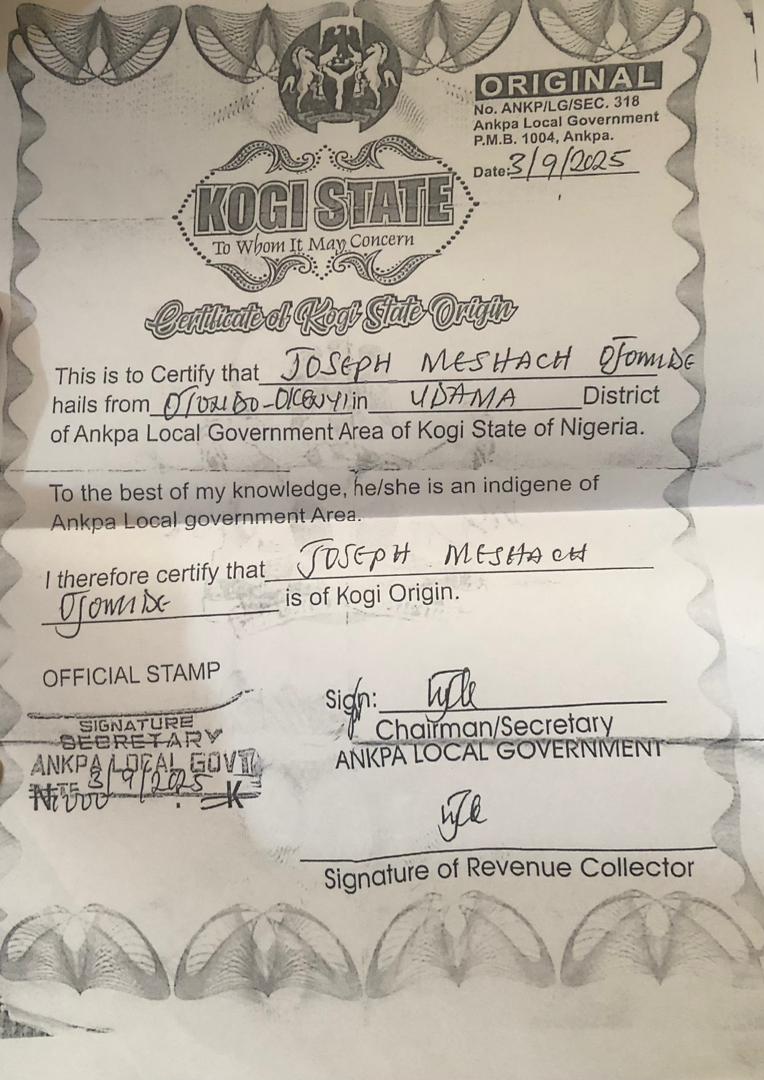 ORIGINAL
No. ANKP/LG/SEC. 318
Ankpa Local Government
P.M.B. 1004, Ankpa.
Date: 3/9/2025
KOGI STATE
To Whom It May Concern
Certificate of Kogi State Origin
This is to Certify that JOSEPH MESHACH OJOMIDE
hails from in UDAMA District
of Ankpa Local Government Area of Kogi State of Nigeria.
To the best of my knowledge, he/she is an indigene of
Ankpa Local government Area.
I therefore certify that JOSEPH MESHACH
OJOMIDE is of Kogi Origin.
OFFICIAL STAMP
SIGNATURE
SECRETARY
ANKPA LOCAL GOVT
3/9/2025
Sign:
Chairman/Secretary
ANKPA LOCAL GOVERNMENT
Signature of Revenue Collector